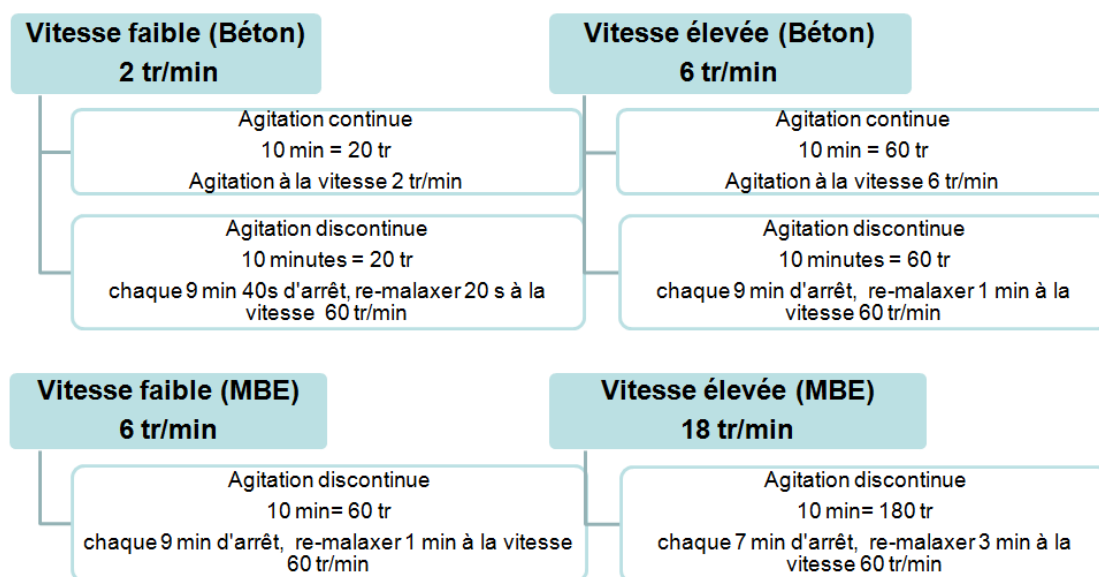 Vitesse faible (Béton)
2 tr/min
Agitation continue
10 min = 20 tr
Agitation à la vitesse 2 tr/min
Agitation discontinue
10 minutes = 20 tr
chaque 9 min 40s d'arrêt, re-malaxer 20 s à la
vitesse 60 tr/min
Vitesse élevée (Béton)
6 tr/min
Agitation continue
10 min = 60 tr
Agitation à la vitesse 6 tr/min
Agitation discontinue
10 minutes = 60 tr
chaque 9 min d'arrêt, re-malaxer 1 min à la
vitesse 60 tr/min
Vitesse faible (MBE)
6 tr/min
Agitation discontinue
10 min= 60 tr
chaque 9 min d'arrêt, re-malaxer 1 min à la vitesse
60 tr/min
Vitesse élevée (MBE)
18 tr/min
Agitation discontinue
10 min= 180 tr
chaque 7 min d'arrêt, re-malaxer 3 min à la
vitesse 60 tr/min